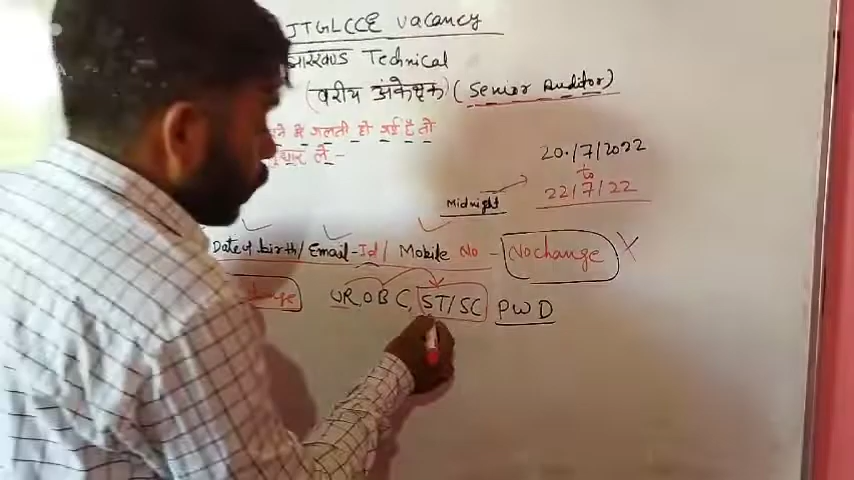 JTGLCCE vacancy
झारखण्ड Technical
(वरीय अंकेक्षक) (Senior Auditor)
ने में गलती हो गई है तो
सुधार लें -
20./7/2022
to
22/7/22
Midnight
Date of birth/ Email-Id/ Mobile No - No change X
UR, OBC, ST/SC PWD